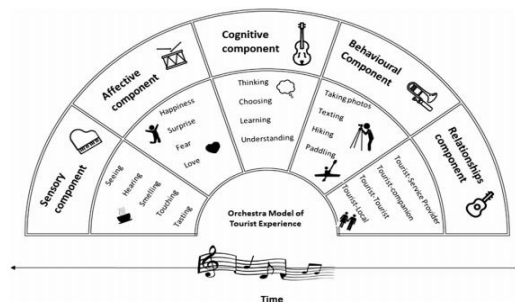 Sensory
component
Affective
component
Cognitive
component
Behavioural
Component
Relationships
component
Seeing
Hearing
Smelling
Touching
Tasting
Happiness
Surprise
Fear
Love
Thinking
Choosing
Learning
Understanding
Taking photos
Texting
Hiking
Paddling
Tourist-Service Provider
Tourist-companion
Tourist-Tourist
Tourist-Local
Orchestra Model of
Tourist Experience
Time